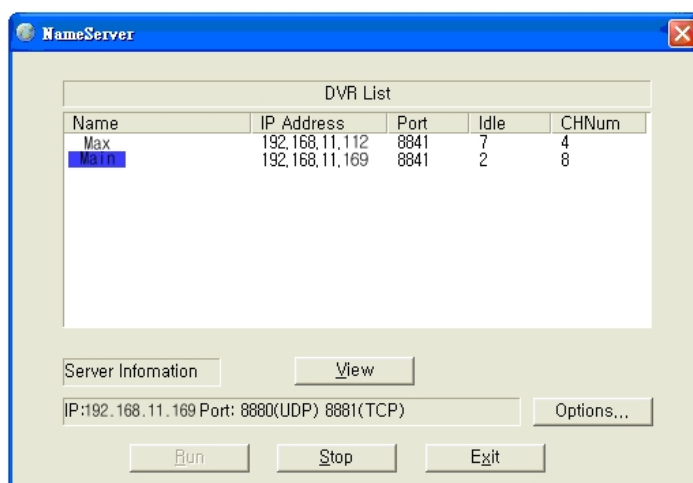 NameServer
DVR List
Name IP Address Port Idle CHNum
Max 192.168.11.112 8841 7 4
Main 192.168.11.169 8841 2 8
Server Infomation View
IP:192.168.11.169 Port: 8880(UDP) 8881(TCP) Options...
Run Stop Exit